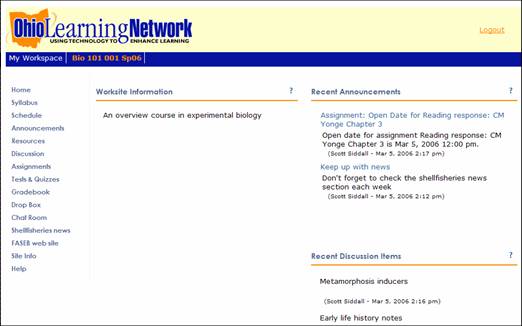 OhioLearningNetwork
USING TECHNOLOGY TO ENHANCE LEARNING
Logout
My Workspace Bio 101 001 Sp06
Home
Syllabus
Schedule
Announcements
Resources
Discussion
Assignments
Tests & Quizzes
Gradebook
Drop Box
Chat Room
Shellfisheries news
FASEB web site
Site Info
Help
Worksite Information ?
An overview course in experimental biology
Recent Announcements ?
Assignment: Open Date for Reading response: CM
Yonge Chapter 3
Open date for assignment Reading response: CM
Yonge Chapter 3 is Mar 5, 2006 12:00 pm.
(Scott Siddall - Mar 5, 2006 2:17 pm)
Keep up with news
Don't forget to check the shellfisheries news
section each week
(Scott Siddall - Mar 5, 2006 2:12 pm)
Recent Discussion Items ?
Metamorphosis inducers
(Scott Siddall - Mar 5, 2006 2:16 pm)
Early life history notes